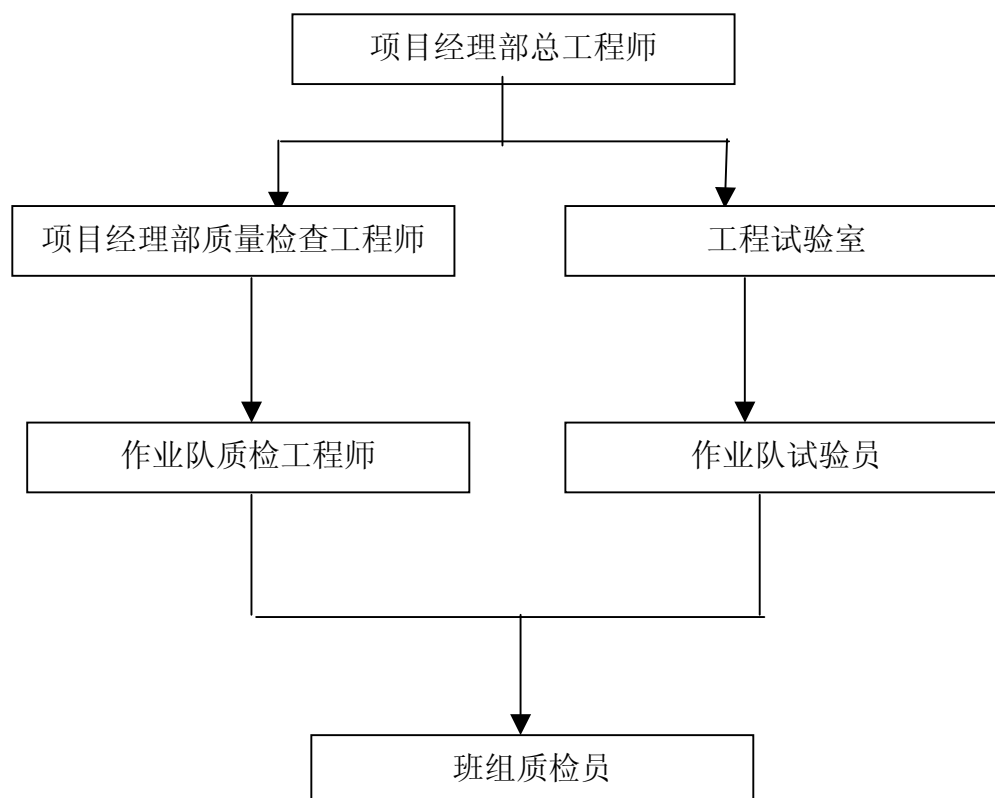 项目经理部总工程师
项目经理部质量检查工程师
工程试验室
作业队质检工程师
作业队试验员
班组质检员